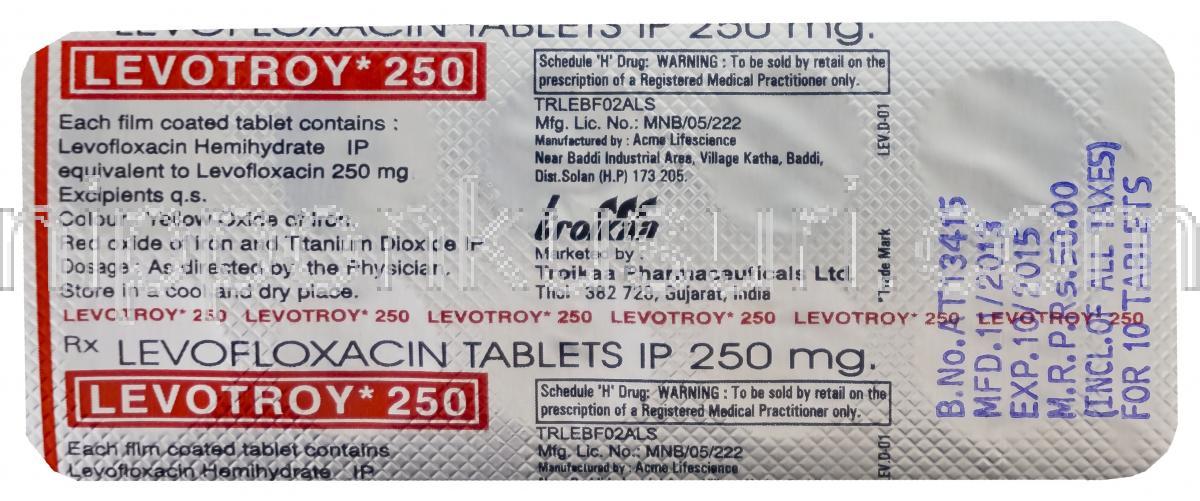 LEVOFLOXACIN TABLETS IP 250 mg.
LEVOTROY* 250
Each film coated tablet contains :
Levofloxacin Hemihydrate IP
equivalent to Levofloxacin 250 mg
Excipients q.s.
Colour: Yellow Oxide of Iron,
Red oxide of Iron and Titanium Dioxide IP
Dosage : As directed by the Physician.
Store in a cool and dry place.
Schedule 'H' Drug: WARNING : To be sold by retail on the
prescription of a Registered Medical Practitioner only.
TRLEBF02ALS
Mfg. Lic. No.: MNB/05/222
Manufactured by : Acme Lifescience
Near Baddi Industrial Area, Village Katha, Baddi,
Dist.Solan (H.P) 173 205.
troikaa
Marketed by :
Troikaa Pharmaceuticals Ltd.
Thol - 382 728, Gujarat, India
LEV.D-01
*Trade Mark
B.No.AT13415
MFD.11/2013
EXP.10/2015
M.R.P.Rs.50.00
(INCL.OF ALL TAXES)
FOR 10 TABLETS
LEVOTROY* 250 LEVOTROY* 250 LEVOTROY* 250 LEVOTROY* 250 LEVOTROY* 250 LEVOTROY* 250
Rx LEVOFLOXACIN TABLETS IP 250 mg.
LEVOTROY* 250
Each film coated tablet contains
Levofloxacin Hemihydrate IP
Schedule 'H' Drug: WARNING : To be sold by retail on the
prescription of a Registered Medical Practitioner only.
TRLEBF02ALS
Mfg. Lic. No.: MNB/05/222
Manufactured by : Acme Lifescience
EV.D-01